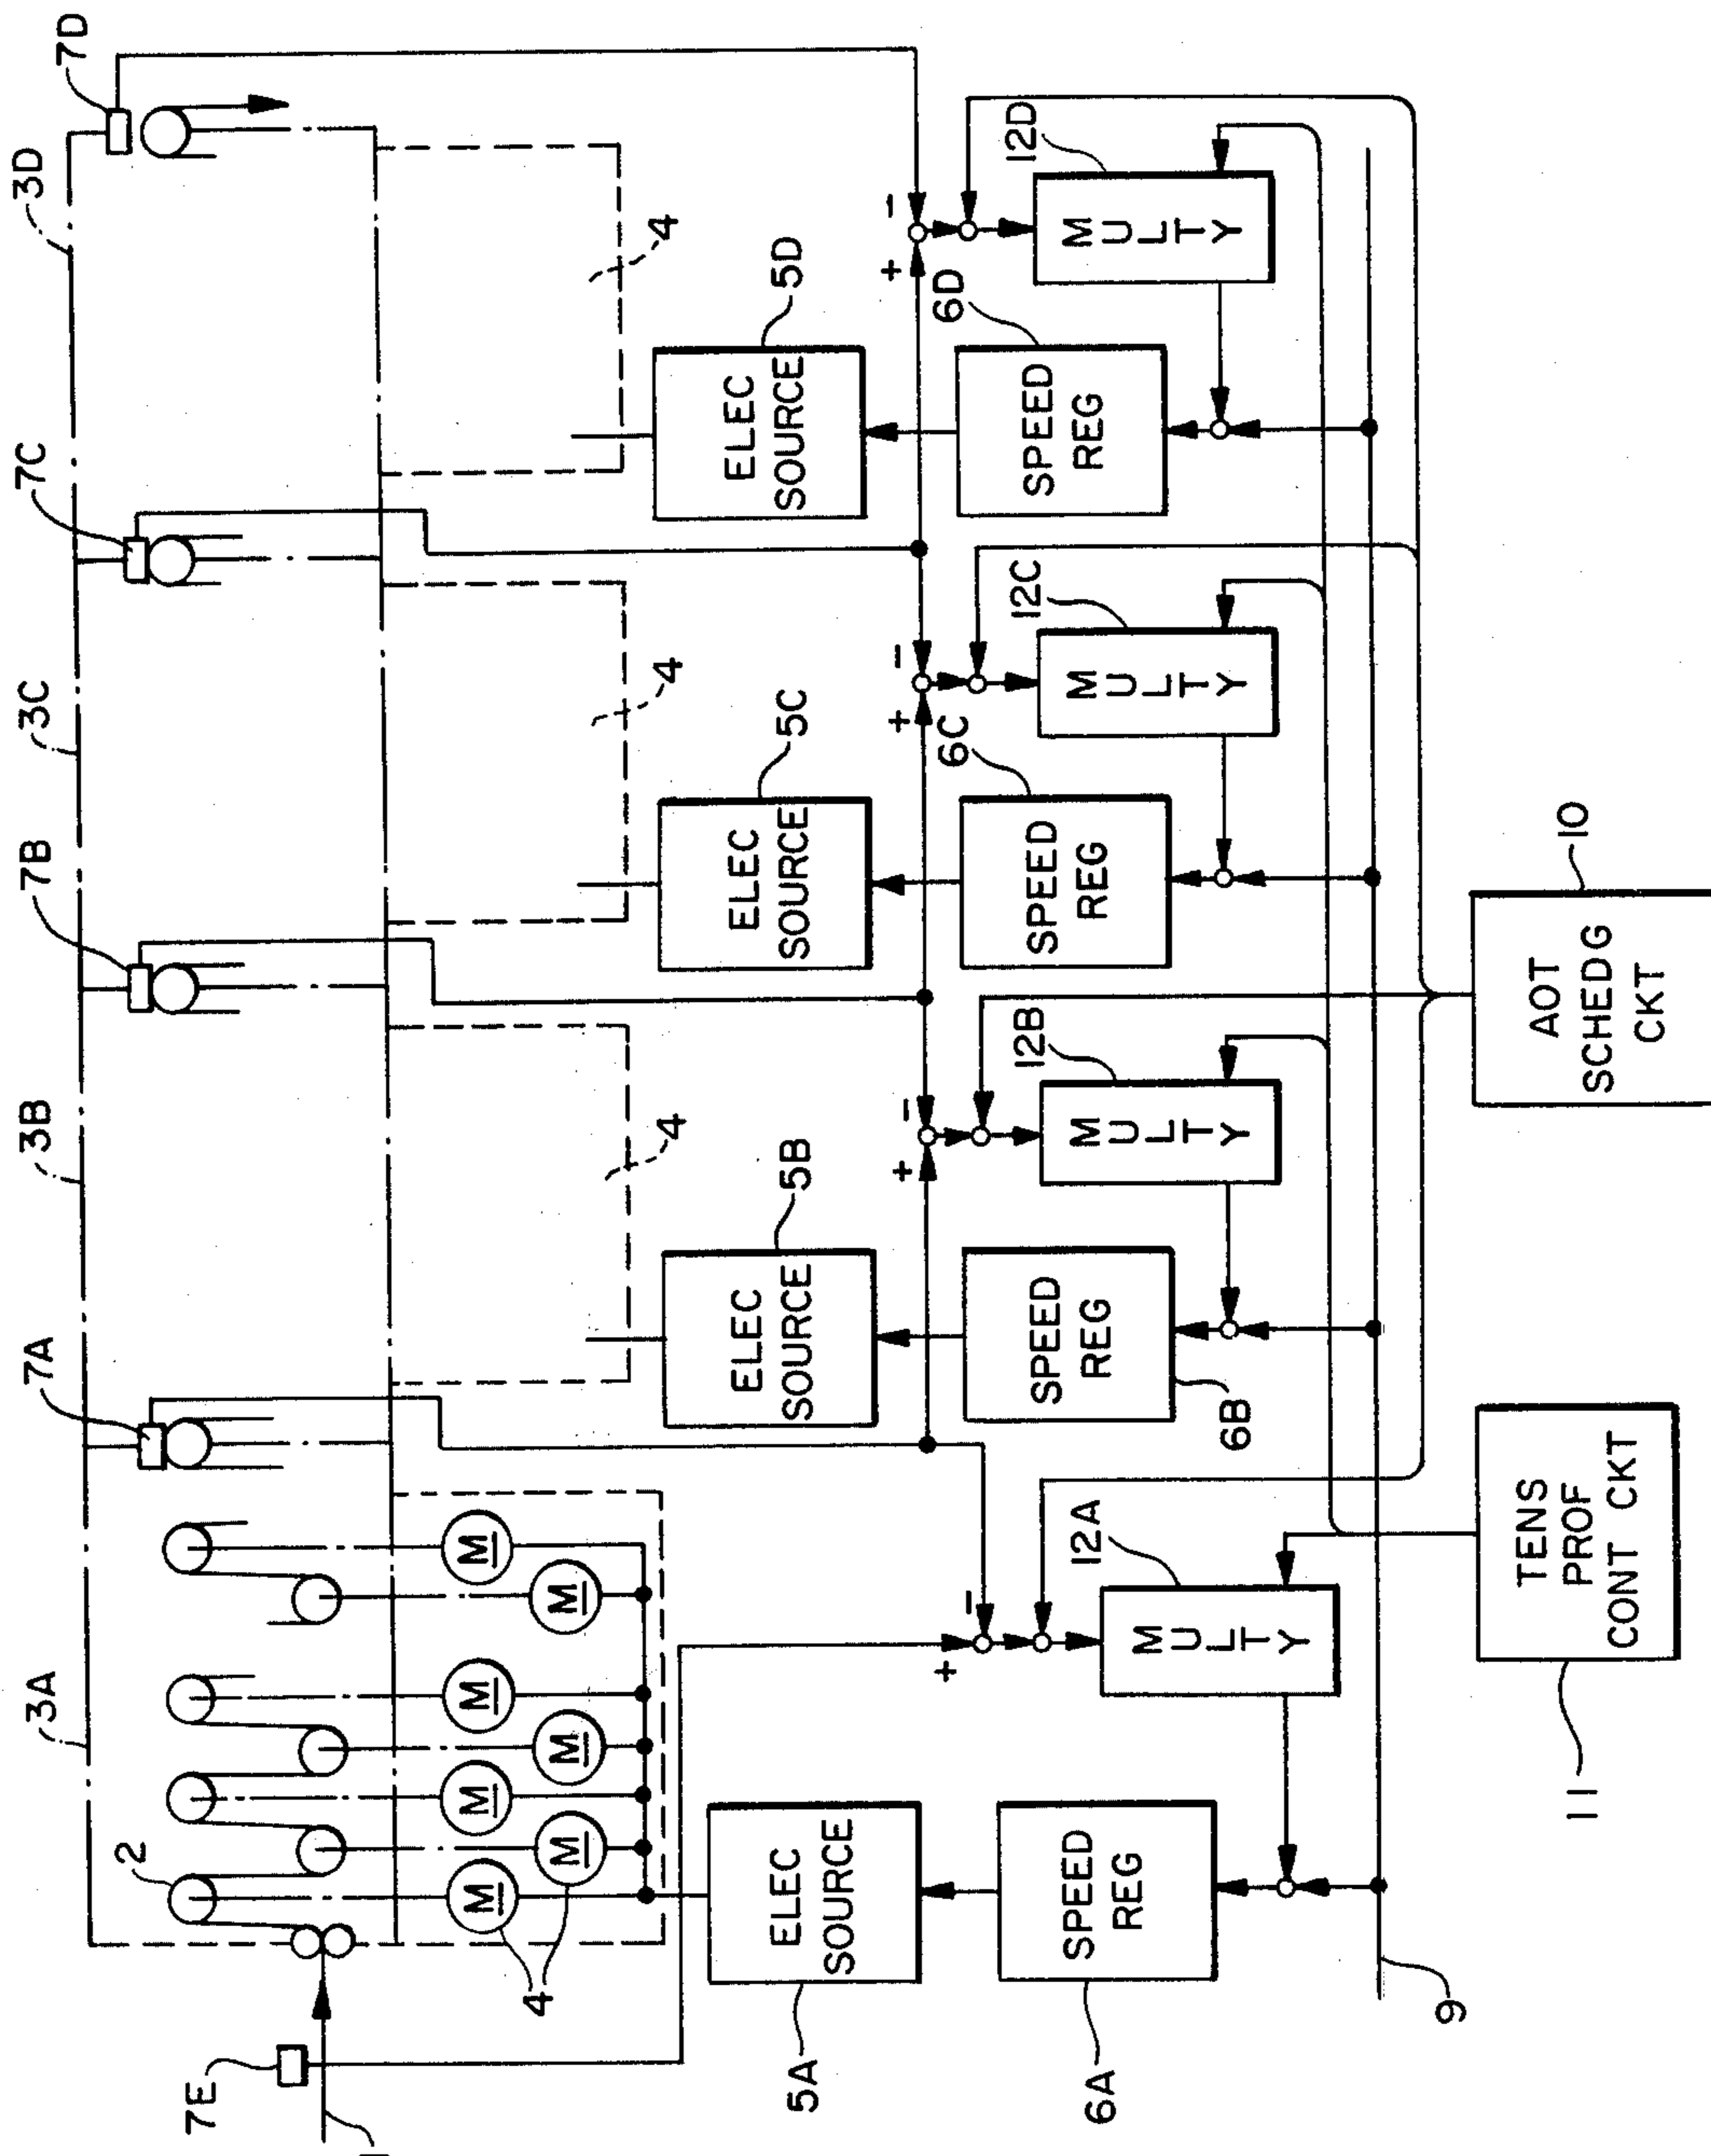 3A
3B
3C
3D
7A
7B
7C
7D
2
7E
M
M
M
M
M
M
M
4
4
4
4
5A
ELEC
SOURCE
5B
ELEC
SOURCE
5C
ELEC
SOURCE
5D
ELEC
SOURCE
+
-
+
-
+
-
+
-
6A
SPEED
REG
6B
SPEED
REG
6C
SPEED
REG
6D
SPEED
REG
12A
MULTY
12B
MULTY
12C
MULTY
12D
MULTY
9
11
TENS
PROF
CONT CKT
10
AOT
SCHEDG
CKT